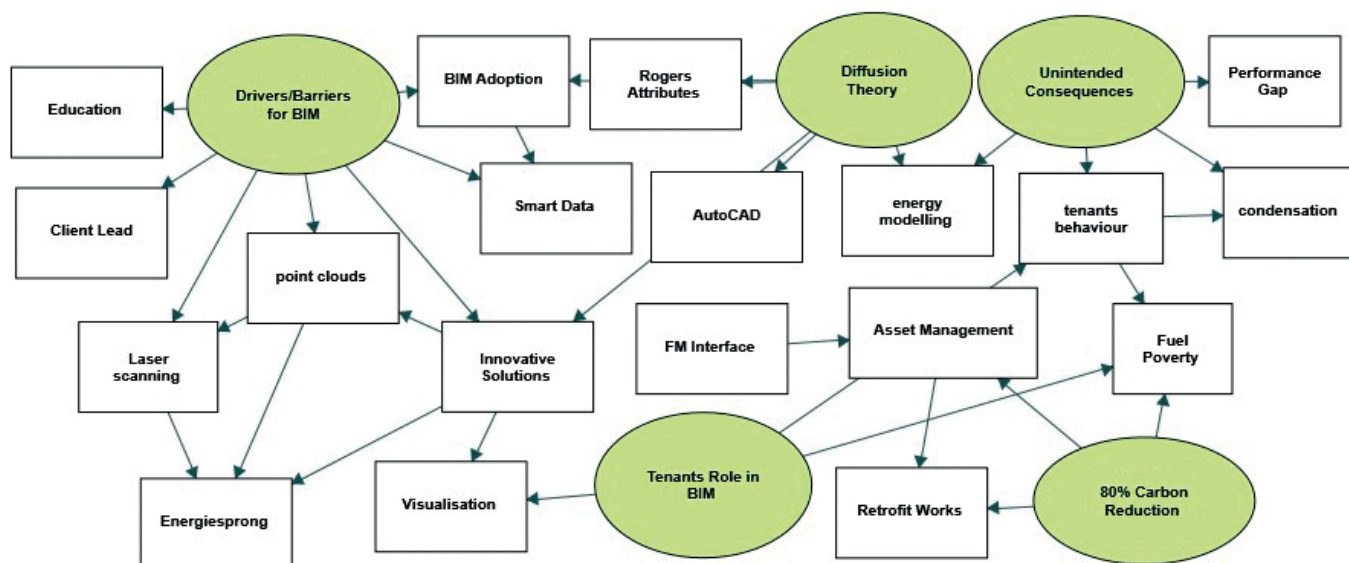 Education
Drivers/Barriers
for BIM
BIM Adoption
Rogers
Attributes
Diffusion
Theory
Unintended
Consequences
Performance
Gap
Client Lead
Smart Data
AutoCAD
energy
modelling
tenants
behaviour
condensation
point clouds
Laser
scanning
Innovative
Solutions
FM Interface
Asset Management
Fuel
Poverty
Energiesprong
Visualisation
Tenants Role in
BIM
Retrofit Works
80% Carbon
Reduction